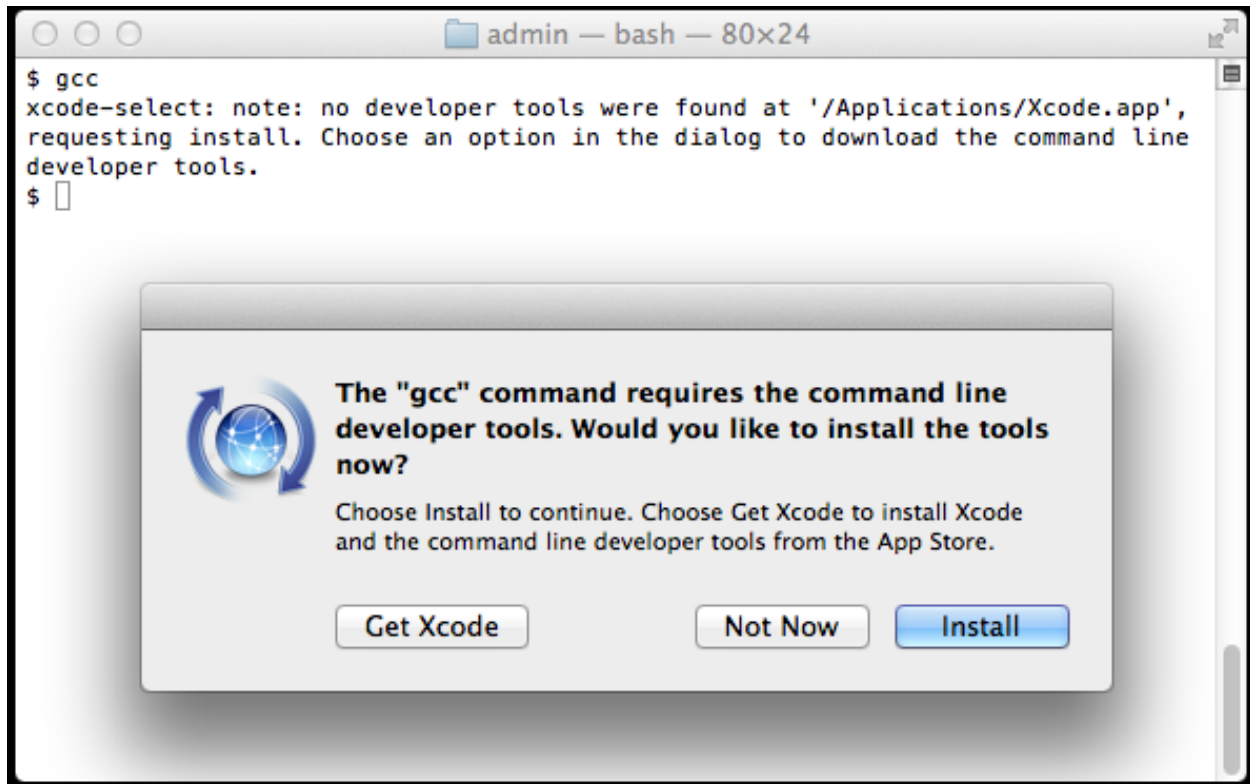 admin — bash — 80×24
$ gcc
xcode-select: note: no developer tools were found at '/Applications/Xcode.app',
requesting install. Choose an option in the dialog to download the command line
developer tools.
$
The "gcc" command requires the command line
developer tools. Would you like to install the tools
now?
Choose Install to continue. Choose Get Xcode to install Xcode
and the command line developer tools from the App Store.
Get Xcode Not Now Install